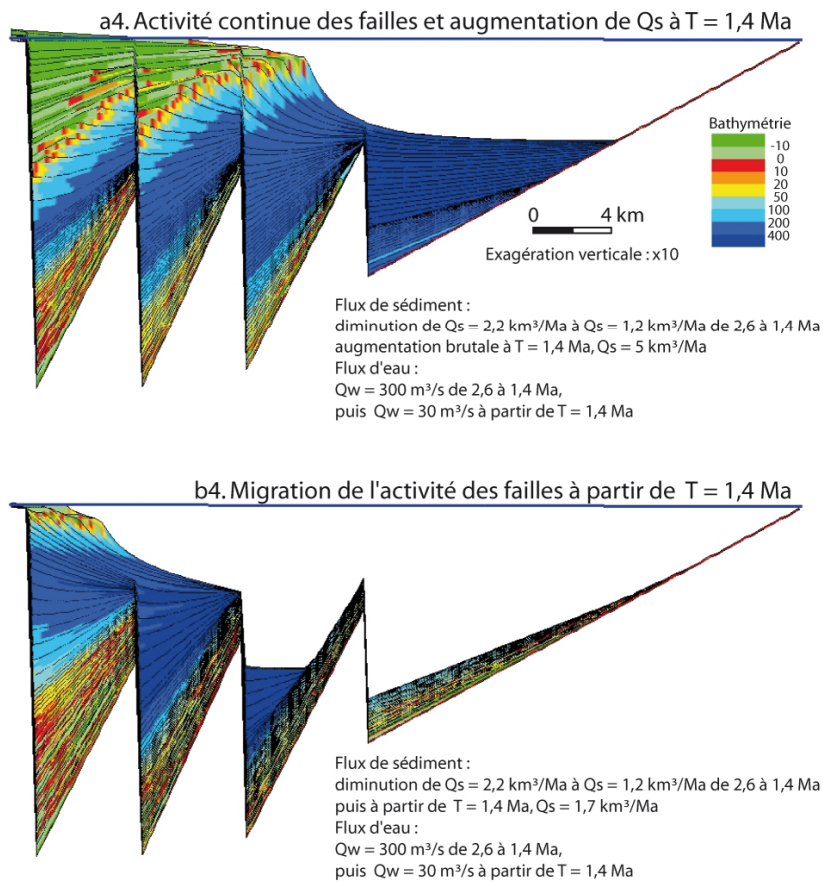 a4. Activité continue des failles et augmentation de Qs à T = 1,4 Ma
Bathymétrie
-10
0
10
20
50
100
200
400
0 4 km
Exagération verticale : x10
Flux de sédiment :
diminution de Qs = 2,2 km³/Ma à Qs = 1,2 km³/Ma de 2,6 à 1,4 Ma
augmentation brutale à T = 1,4 Ma, Qs = 5 km³/Ma
Flux d'eau :
Qw = 300 m³/s de 2,6 à 1,4 Ma,
puis Qw = 30 m³/s à partir de T = 1,4 Ma
b4. Migration de l'activité des failles à partir de T = 1,4 Ma
Flux de sédiment :
diminution de Qs = 2,2 km³/Ma à Qs = 1,2 km³/Ma de 2,6 à 1,4 Ma
puis à partir de T = 1,4 Ma, Qs = 1,7 km³/Ma
Flux d'eau :
Qw = 300 m³/s de 2,6 à 1,4 Ma,
puis Qw = 30 m³/s à partir de T = 1,4 Ma